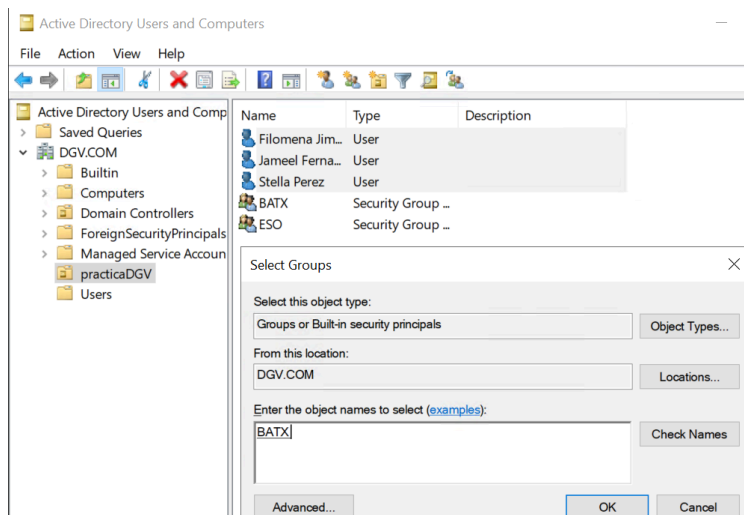 Active Directory Users and Computers
File Action View Help
Active Directory Users and Comp
Saved Queries
DGV.COM
Builtin
Computers
Domain Controllers
ForeignSecurityPrincipals
Managed Service Accoun
practicaDGV
Users
Name Type Description
Filomena Jim... User
Jameel Ferna... User
Stella Perez User
BATX Security Group ...
ESO Security Group ...
Select Groups
Select this object type:
Groups or Built-in security principals Object Types...
From this location:
DGV.COM Locations...
Enter the object names to select (examples):
BATX Check Names
Advanced... OK Cancel